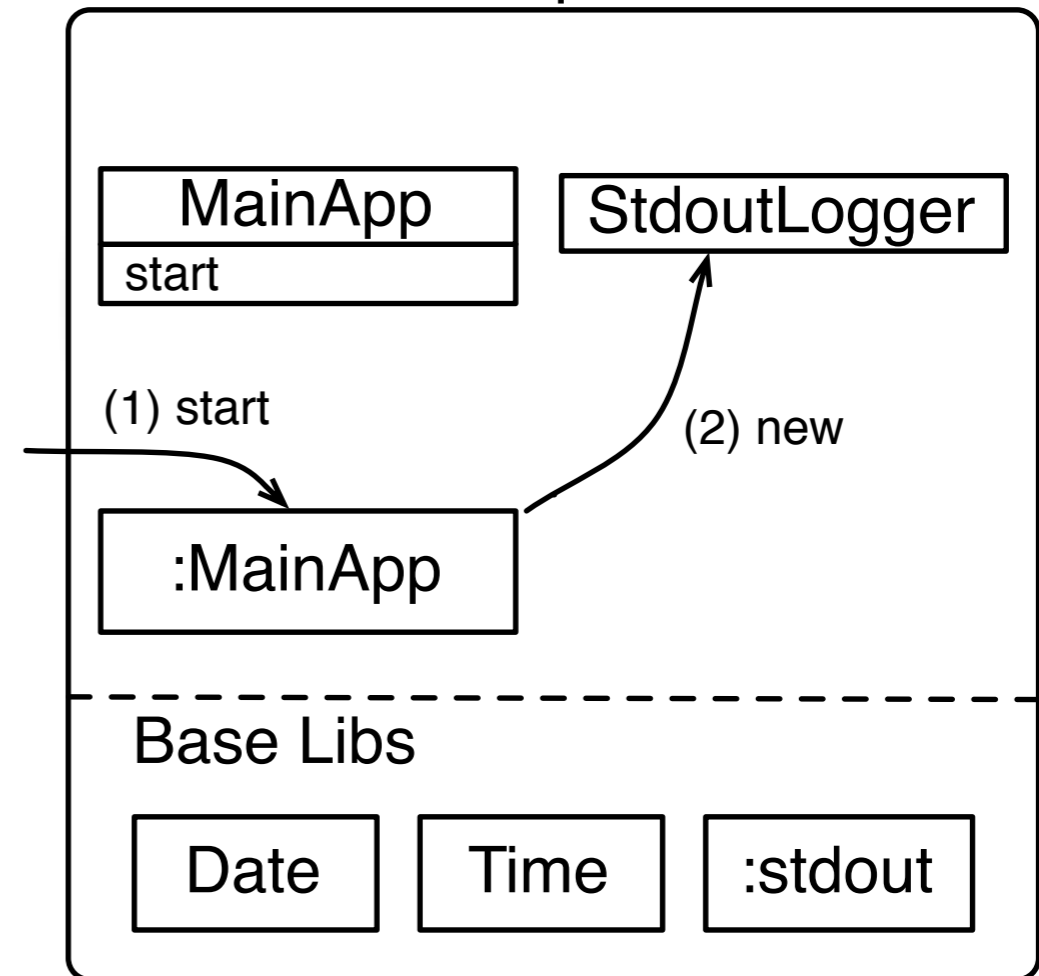 MainApp
StdoutLogger
start
(1) start
(2) new
:MainApp
Base Libs
Date
Time
:stdout